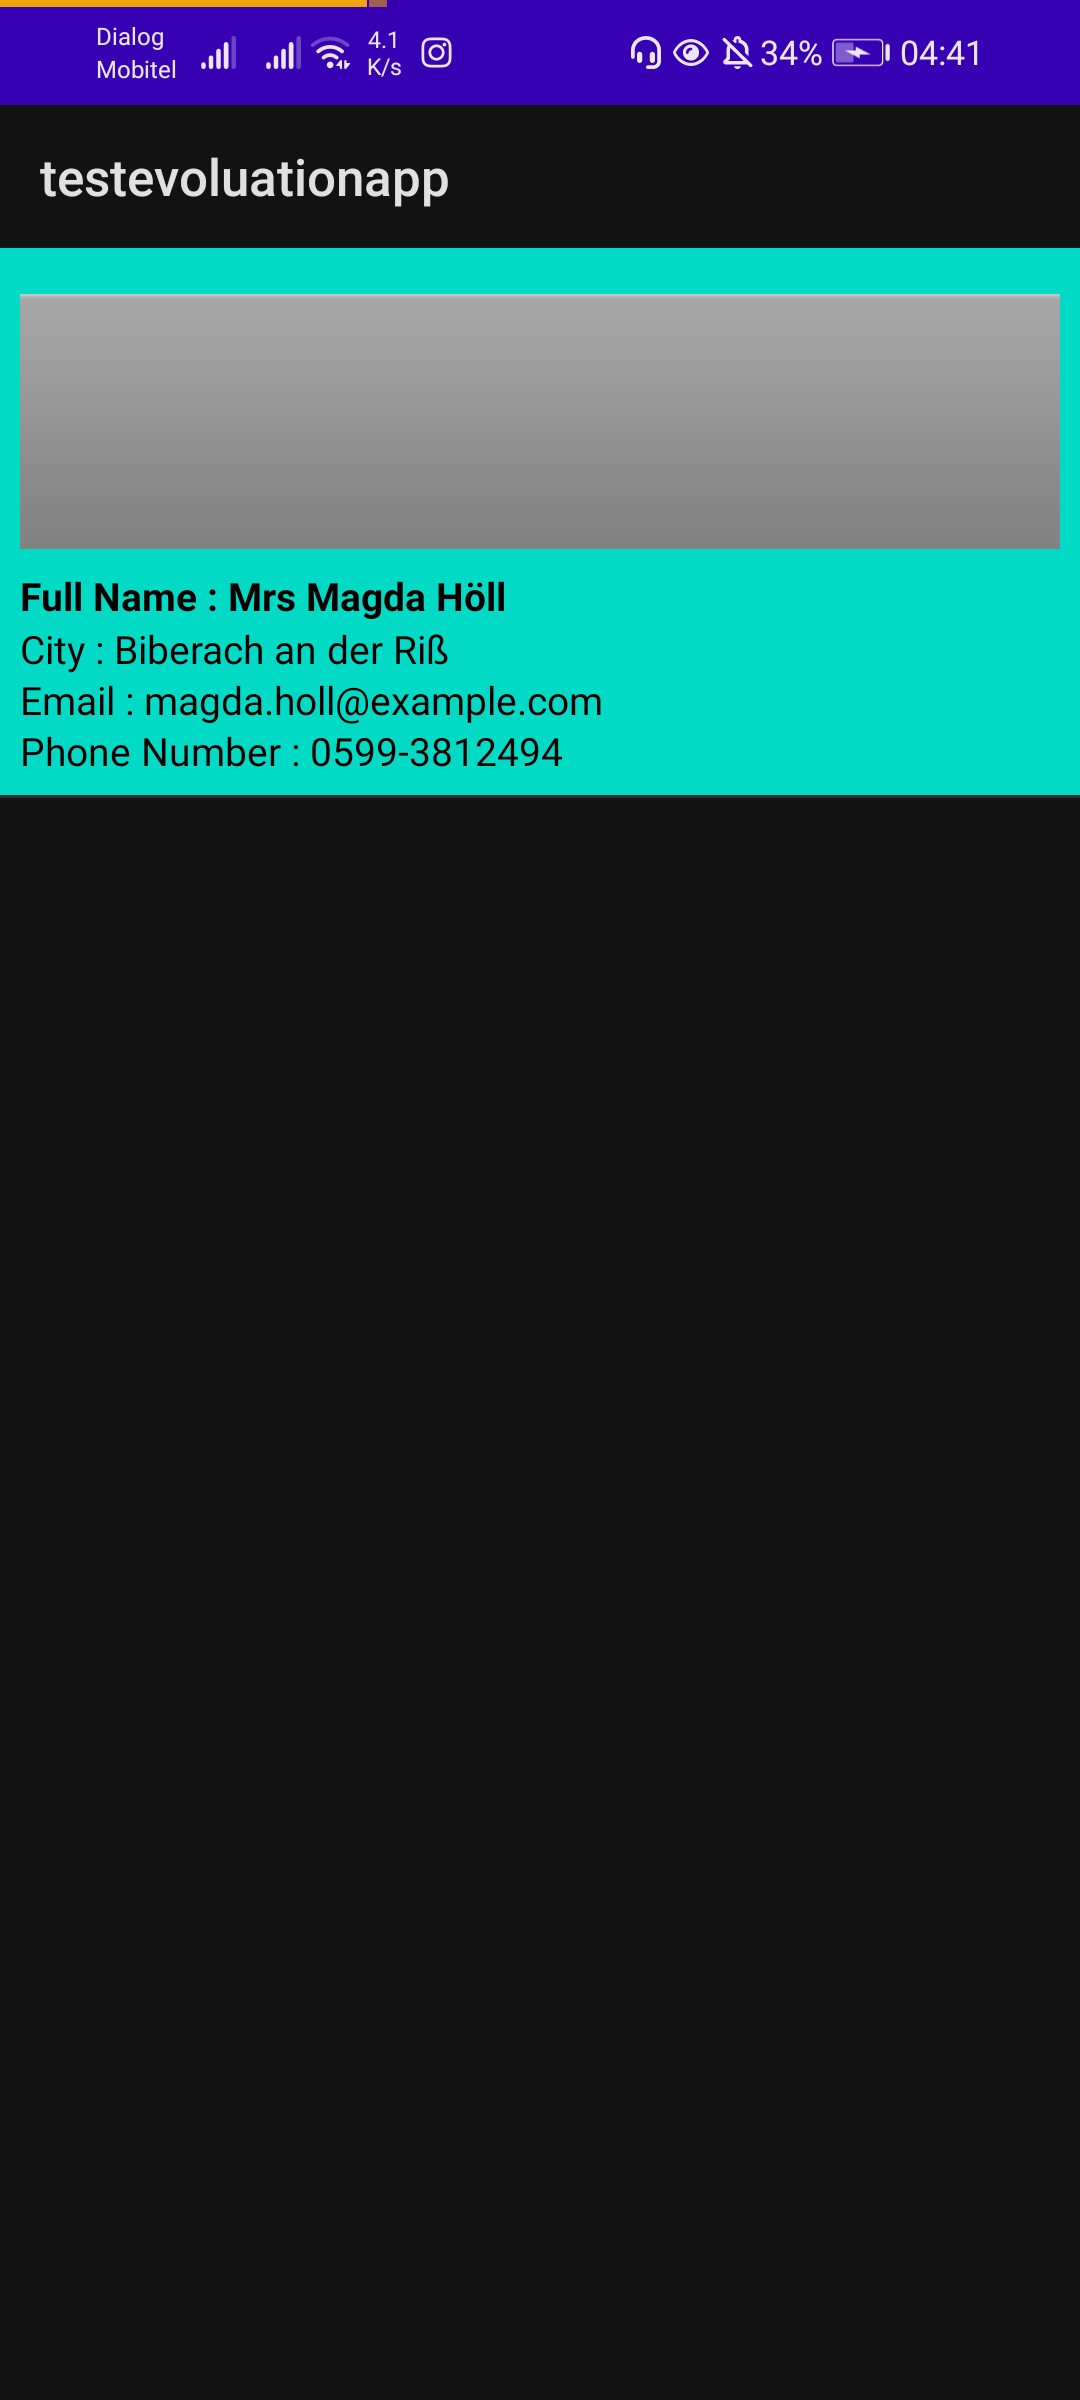 Dialog
Mobitel
4.1
K/s
34%
04:41
testevoluationapp
Full Name : Mrs Magda Höll
City : Biberach an der Riß
Email : magda.holl@example.com
Phone Number : 0599-3812494